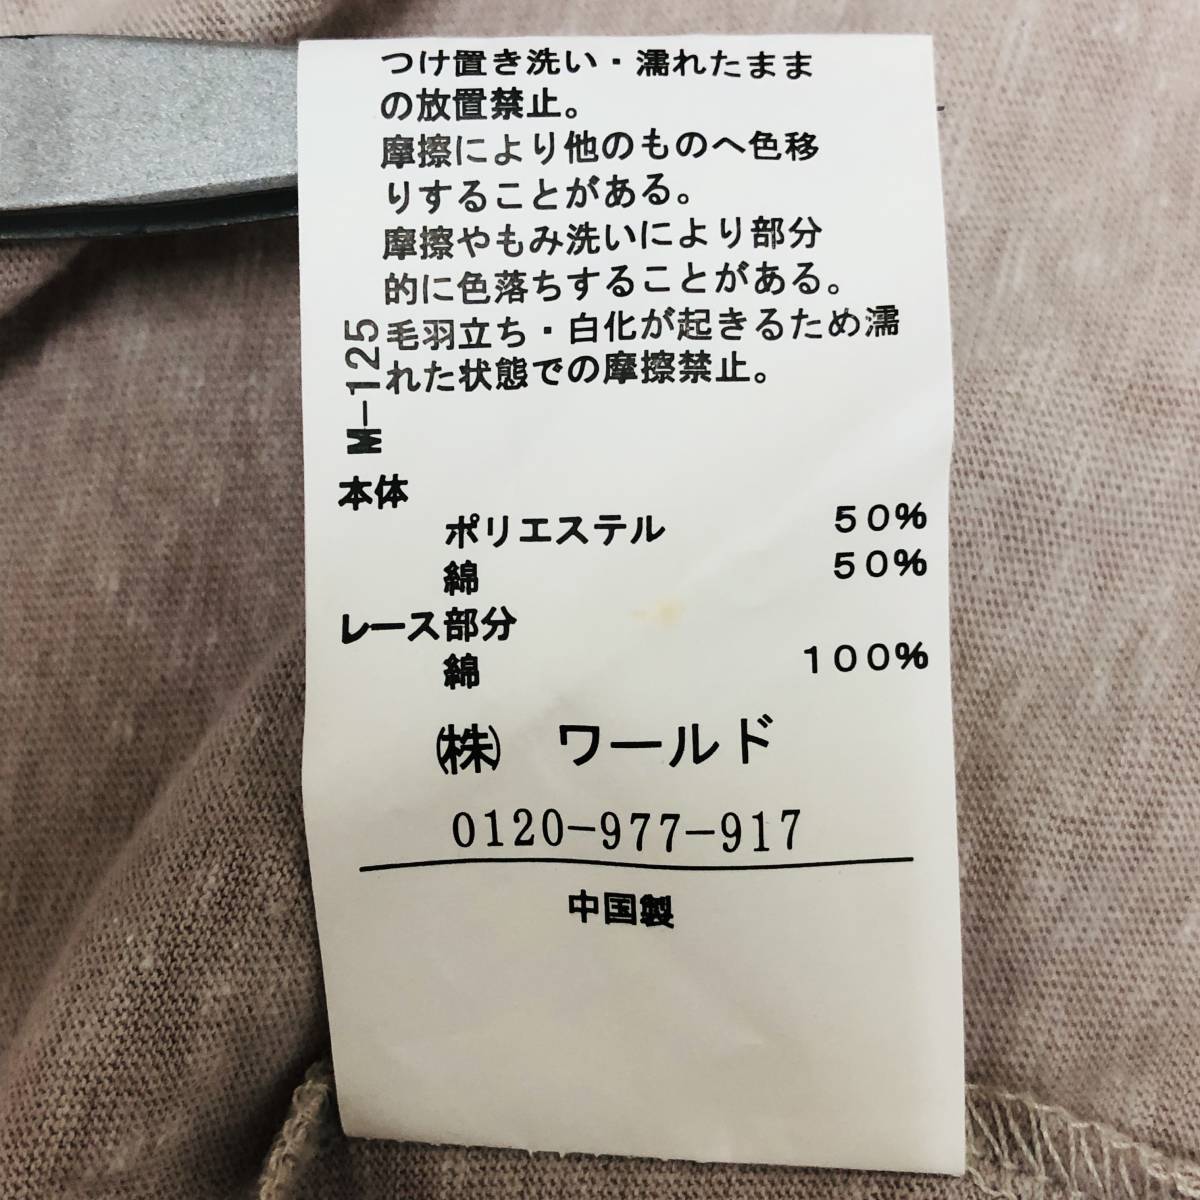 つけ置き洗い・濡れたまま
の放置禁止。
摩擦により他のものへ色移
りすることがある。
摩擦やもみ洗いにより部分
的に色落ちすることがある。
毛羽立ち・白化が起きるため濡
れた状態での摩擦禁止。
M-125
本体
ポリエステル 50%
綿 50%
レース部分
綿 100%
㈱ ワールド
0120-977-917
中国製